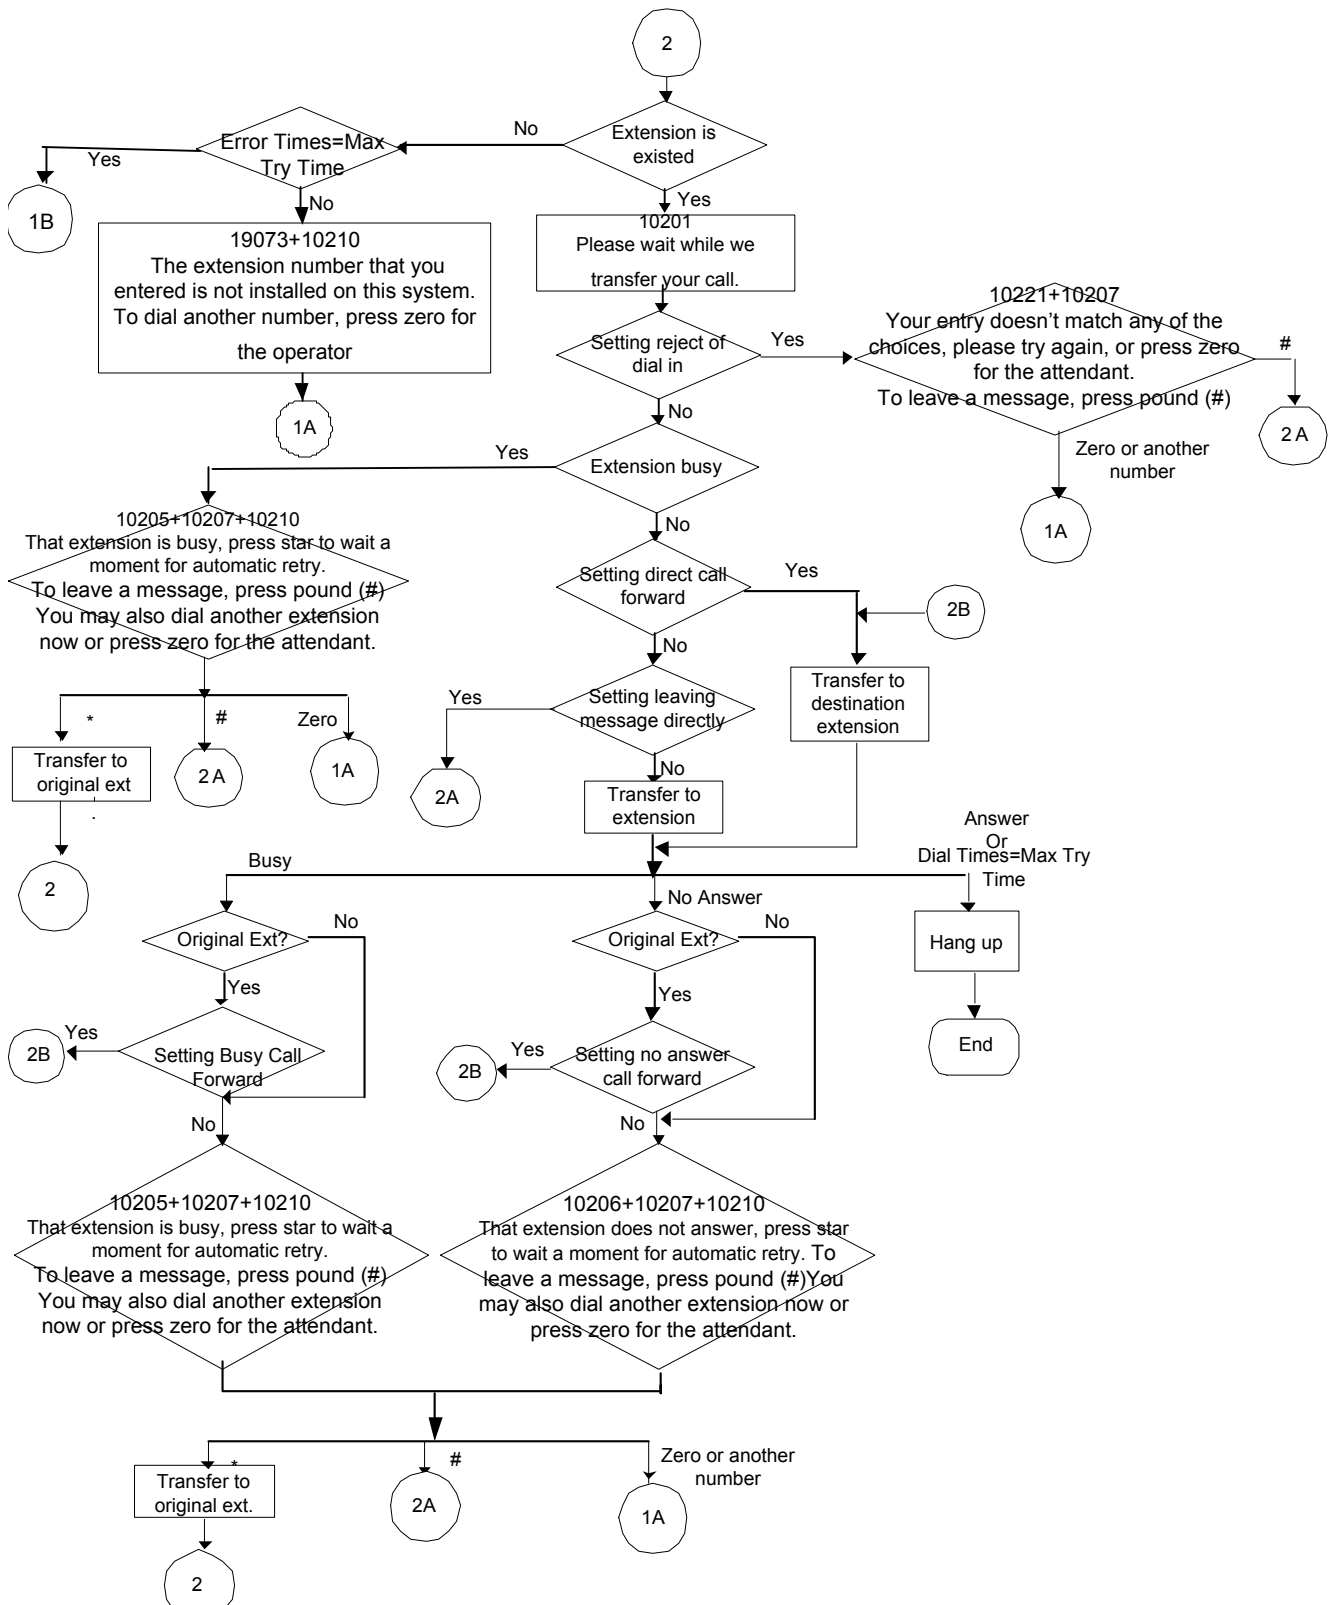 2
Extension is
existed
No
Error Times=Max
Try Time
Yes
1B
No
Yes
19073+10210
The extension number that you
entered is not installed on this system.
To dial another number, press zero for
the operator
1A
10201
Please wait while we
transfer your call.
Setting reject of
dial in
Yes
10221+10207
Your entry doesn't match any of the
choices, please try again, or press zero
for the attendant.
To leave a message, press pound (#)
#
2 A
Zero or another
number
1A
No
Extension busy
Yes
10205+10207+10210
That extension is busy, press star to wait a
moment for automatic retry.
To leave a message, press pound (#)
You may also dial another extension
now or press zero for the attendant.
*
#
Zero
Transfer to
original ext
.
2 A
1A
2
No
Setting direct call
forward
Yes
2B
Transfer to
destination
extension
No
Setting leaving
message directly
Yes
2A
No
Transfer to
extension
Answer
Or
Dial Times=Max Try
Time
Busy
No Answer
Hang up
End
Original Ext?
No
Yes
Setting Busy Call
Forward
Yes
2B
No
Original Ext?
No
Yes
Setting no answer
call forward
Yes
2B
No
10205+10207+10210
That extension is busy, press star to wait a
moment for automatic retry.
To leave a message, press pound (#)
You may also dial another extension
now or press zero for the attendant.
10206+10207+10210
That extension does not answer, press star
to wait a moment for automatic retry. To
leave a message, press pound (#)You
may also dial another extension now or
press zero for the attendant.
*
#
Zero or another
number
Transfer to
original ext.
2A
1A
2